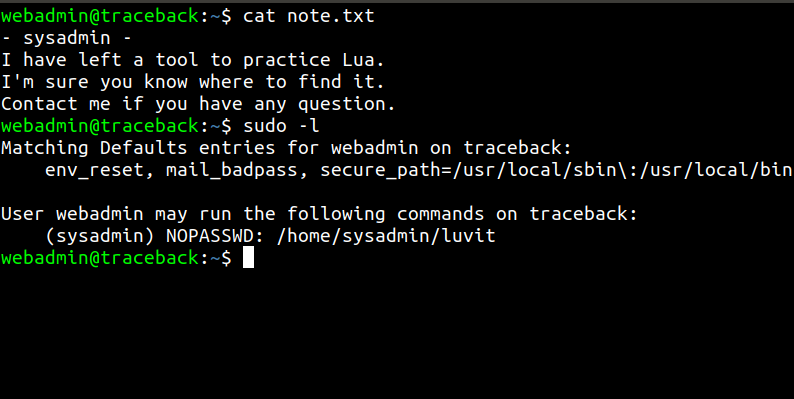 webadmin@traceback:~$ cat note.txt
- sysadmin -
I have left a tool to practice Lua.
I'm sure you know where to find it.
Contact me if you have any question.
webadmin@traceback:~$ sudo -l
Matching Defaults entries for webadmin on traceback:
    env_reset, mail_badpass, secure_path=/usr/local/sbin\:/usr/local/bin

User webadmin may run the following commands on traceback:
    (sysadmin) NOPASSWD: /home/sysadmin/luvit
webadmin@traceback:~$